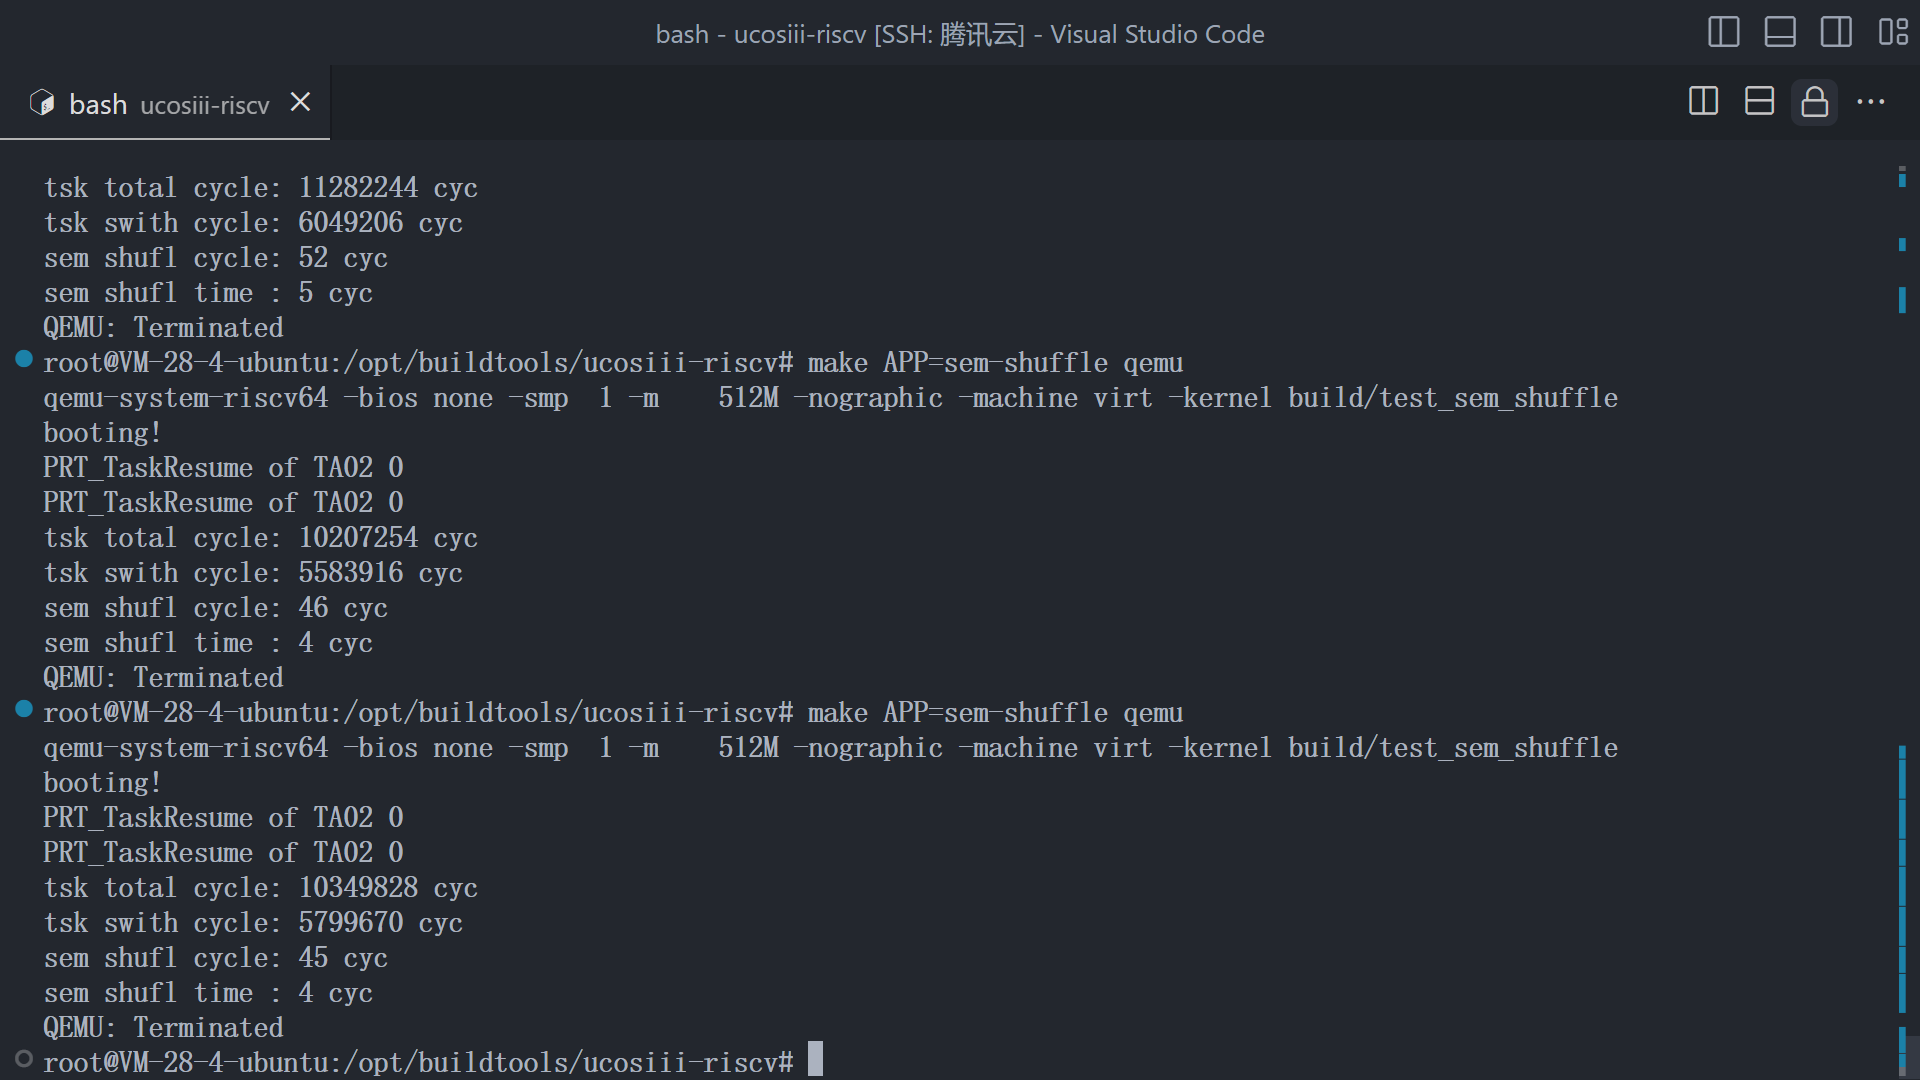 bash - ucosiii-riscv [SSH: 腾讯云] - Visual Studio Code
bash ucosiii-riscv
tsk total cycle: 11282244 cyc
tsk swith cycle: 6049206 cyc
sem shufl cycle: 52 cyc
sem shufl time : 5 cyc
QEMU: Terminated
root@VM-28-4-ubuntu:/opt/buildtools/ucosiii-riscv# make APP=sem-shuffle qemu
qemu-system-riscv64 -bios none -smp  1 -m    512M -nographic -machine virt -kernel build/test_sem_shuffle
booting!
PRT_TaskResume of TA02 0
PRT_TaskResume of TA02 0
tsk total cycle: 10207254 cyc
tsk swith cycle: 5583916 cyc
sem shufl cycle: 46 cyc
sem shufl time : 4 cyc
QEMU: Terminated
root@VM-28-4-ubuntu:/opt/buildtools/ucosiii-riscv# make APP=sem-shuffle qemu
qemu-system-riscv64 -bios none -smp  1 -m    512M -nographic -machine virt -kernel build/test_sem_shuffle
booting!
PRT_TaskResume of TA02 0
PRT_TaskResume of TA02 0
tsk total cycle: 10349828 cyc
tsk swith cycle: 5799670 cyc
sem shufl cycle: 45 cyc
sem shufl time : 4 cyc
QEMU: Terminated
root@VM-28-4-ubuntu:/opt/buildtools/ucosiii-riscv#